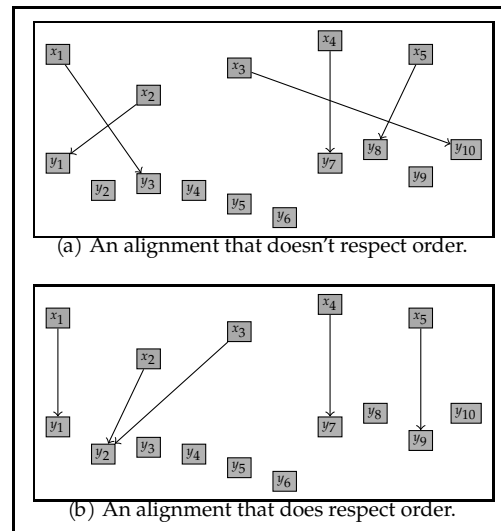 x₁ x₂ x₃ x₄ x₅
y₁ y₂ y₃ y₄ y₅ y₆ y₇ y₈ y₉ y₁₀
(a) An alignment that doesn't respect order.
x₁ x₂ x₃ x₄ x₅
y₁ y₂ y₃ y₄ y₅ y₆ y₇ y₈ y₉ y₁₀
(b) An alignment that does respect order.